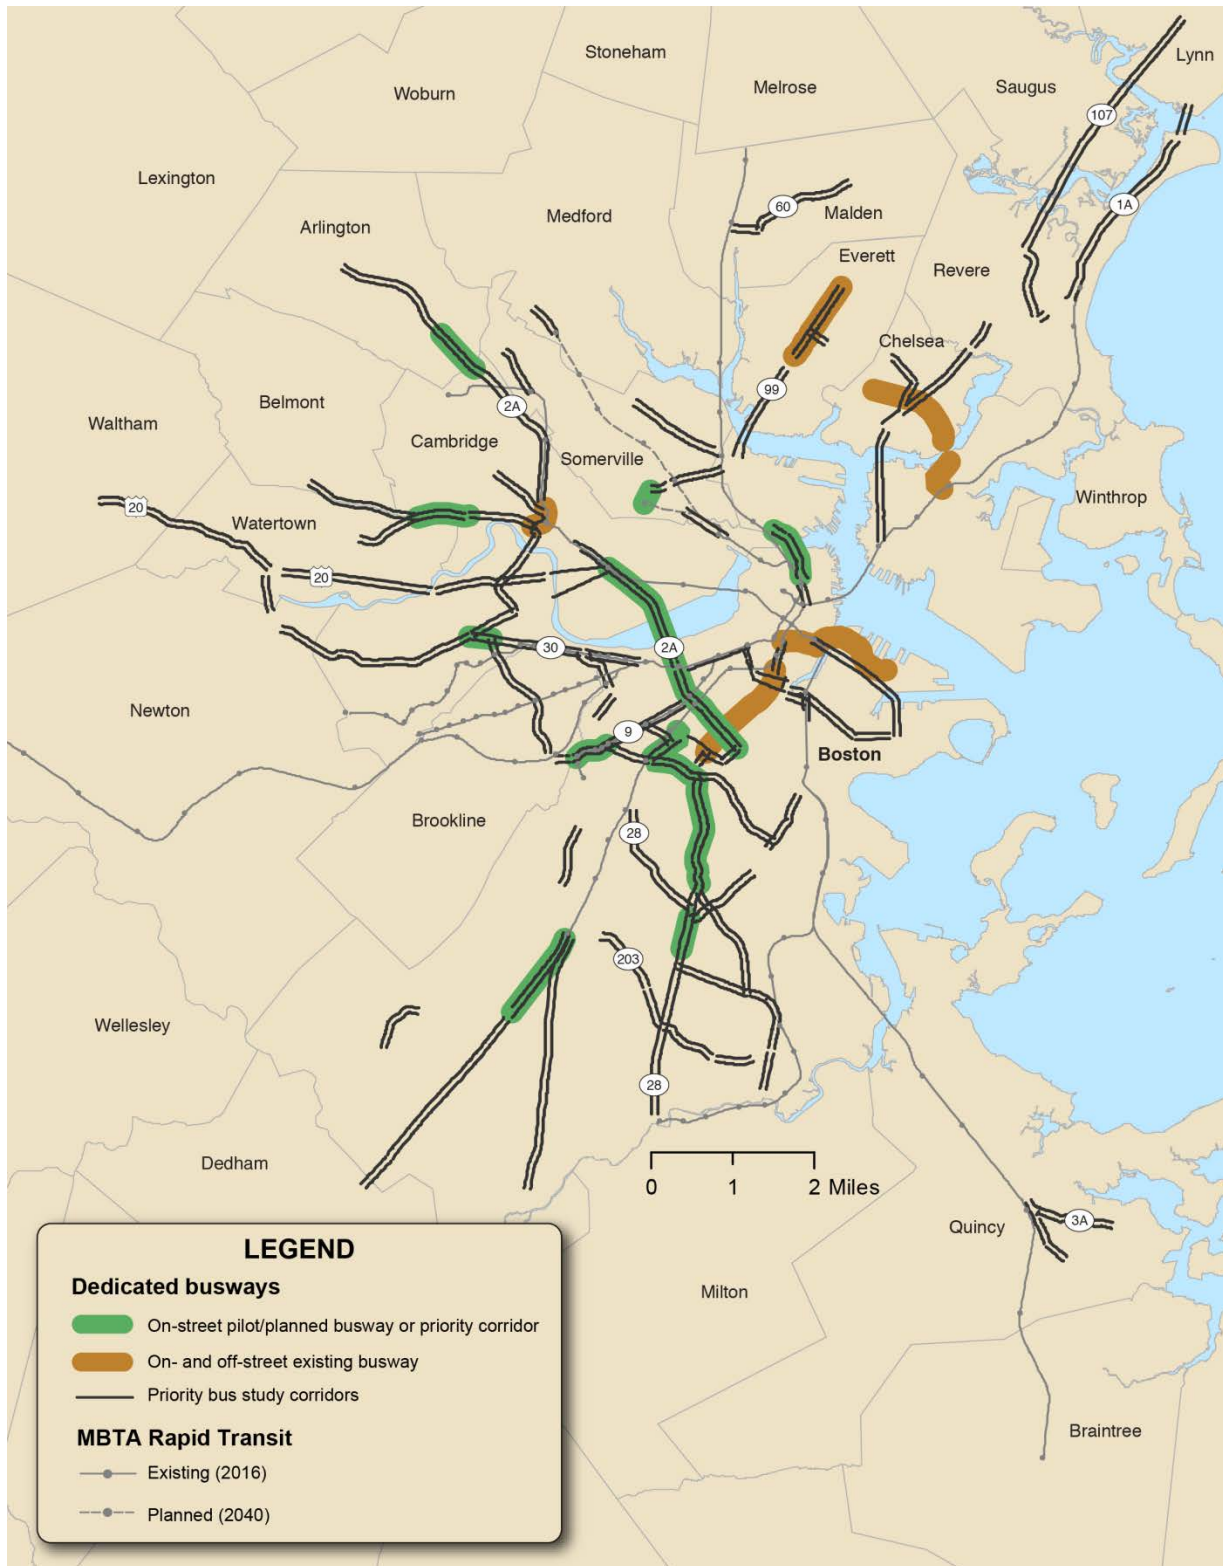 Stoneham
Lynn
Melrose
Saugus
Woburn
107
Lexington
60
1A
Malden
Medford
Arlington
Everett
Revere
Chelsea
99
Belmont
2A
Waltham
Cambridge
Somerville
Winthrop
20
Watertown
20
30
2A
Newton
9
Boston
Brookline
28
203
Wellesley
28
Dedham
0 1 2 Miles
3A
Quincy
LEGEND
Dedicated busways
Milton
On-street pilot/planned busway or priority corridor
On- and off-street existing busway
Priority bus study corridors
MBTA Rapid Transit
Braintree
Existing (2016)
Planned (2040)